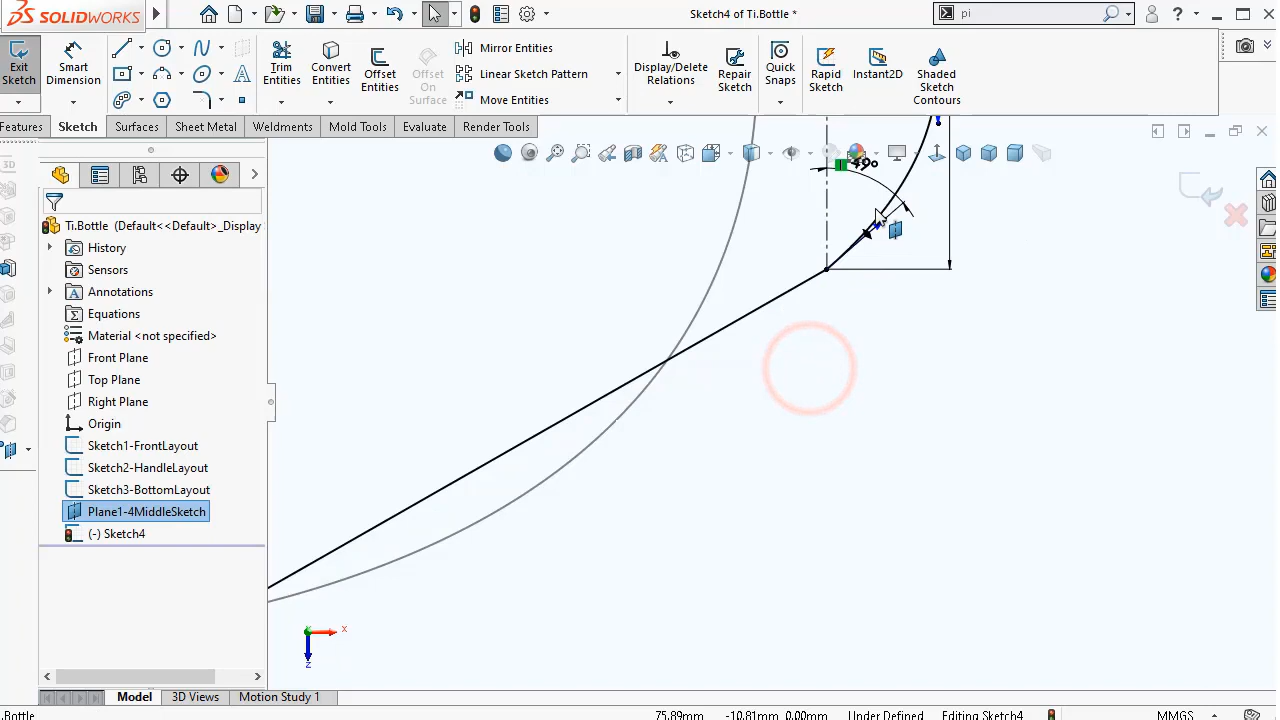 SOLIDWORKS
Sketch4 of Ti.Bottle *
pi
?
Exit Sketch
Smart Dimension
Trim Entities
Convert Entities
Offset Entities
Offset On Surface
Mirror Entities
Linear Sketch Pattern
Move Entities
Display/Delete Relations
Repair Sketch
Quick Snaps
Rapid Sketch
Instant2D
Shaded Sketch Contours
Features
Sketch
Surfaces
Sheet Metal
Weldments
Mold Tools
Evaluate
Render Tools
49°
Ti.Bottle (Default<<Default>_Display
History
Sensors
Annotations
Equations
Material <not specified>
Front Plane
Top Plane
Right Plane
Origin
Sketch1-FrontLayout
Sketch2-HandleLayout
Sketch3-BottomLayout
Plane1-4MiddleSketch
(-) Sketch4
X
Y
Z
Model
3D Views
Motion Study 1
.Bottle
75.89mm
-10.81mm
0.00mm
Under Defined
Editing Sketch4
MMGS